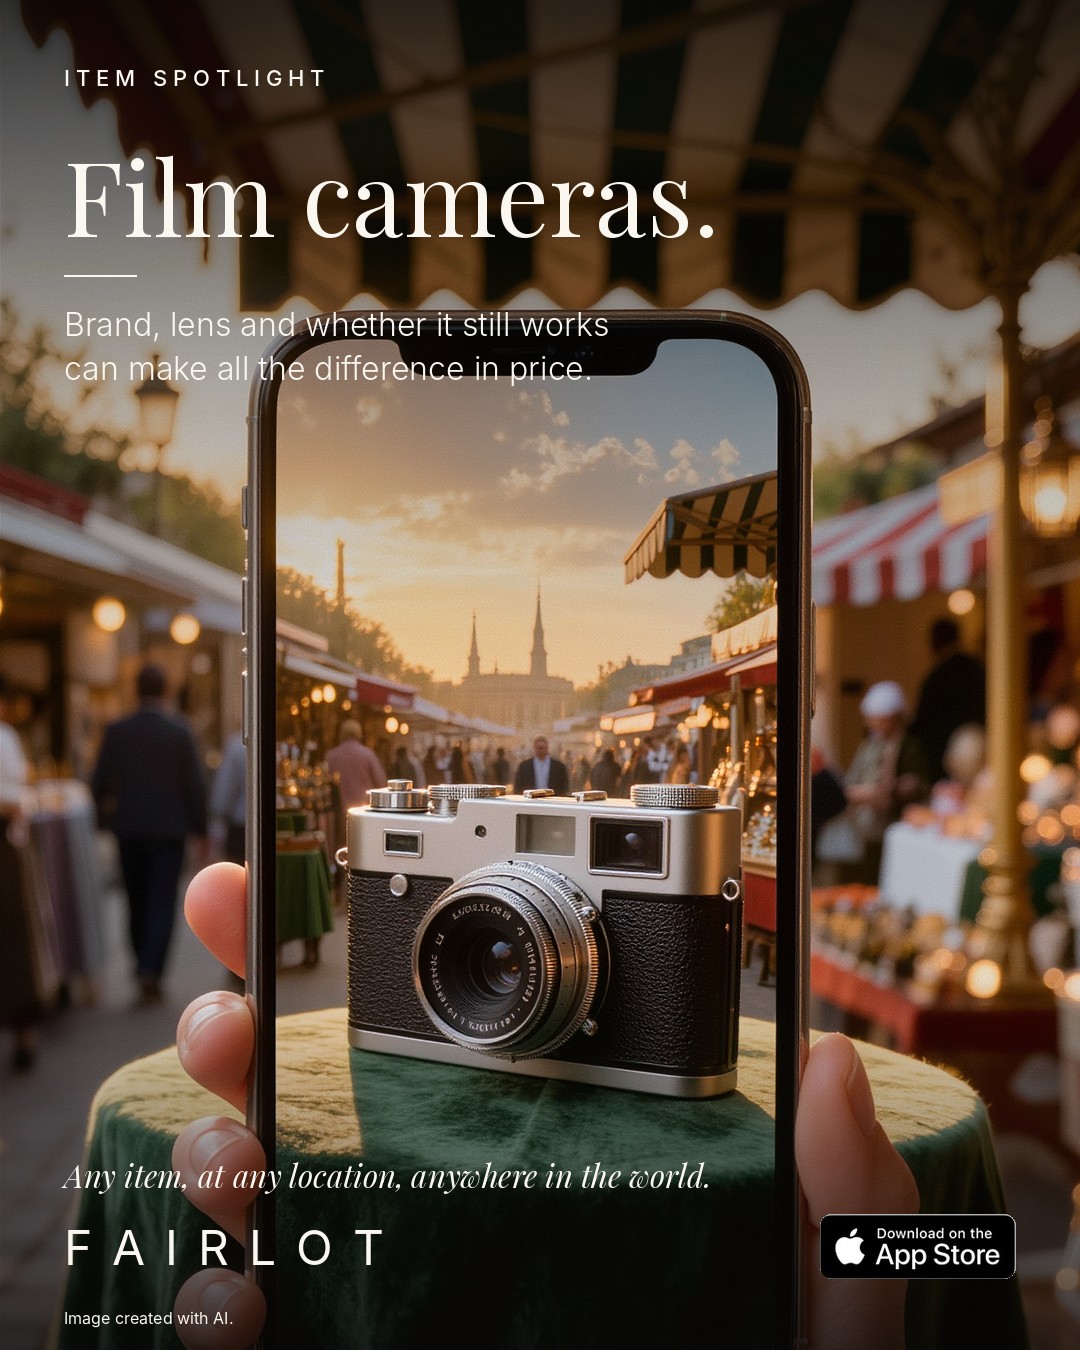 ITEM SPOTLIGHT
Film cameras.
Brand, lens and whether it still works
can make all the difference in price.
Any item, at any location, anywhere in the world.
FAIRLOT
Download on the
App Store
Image created with AI.